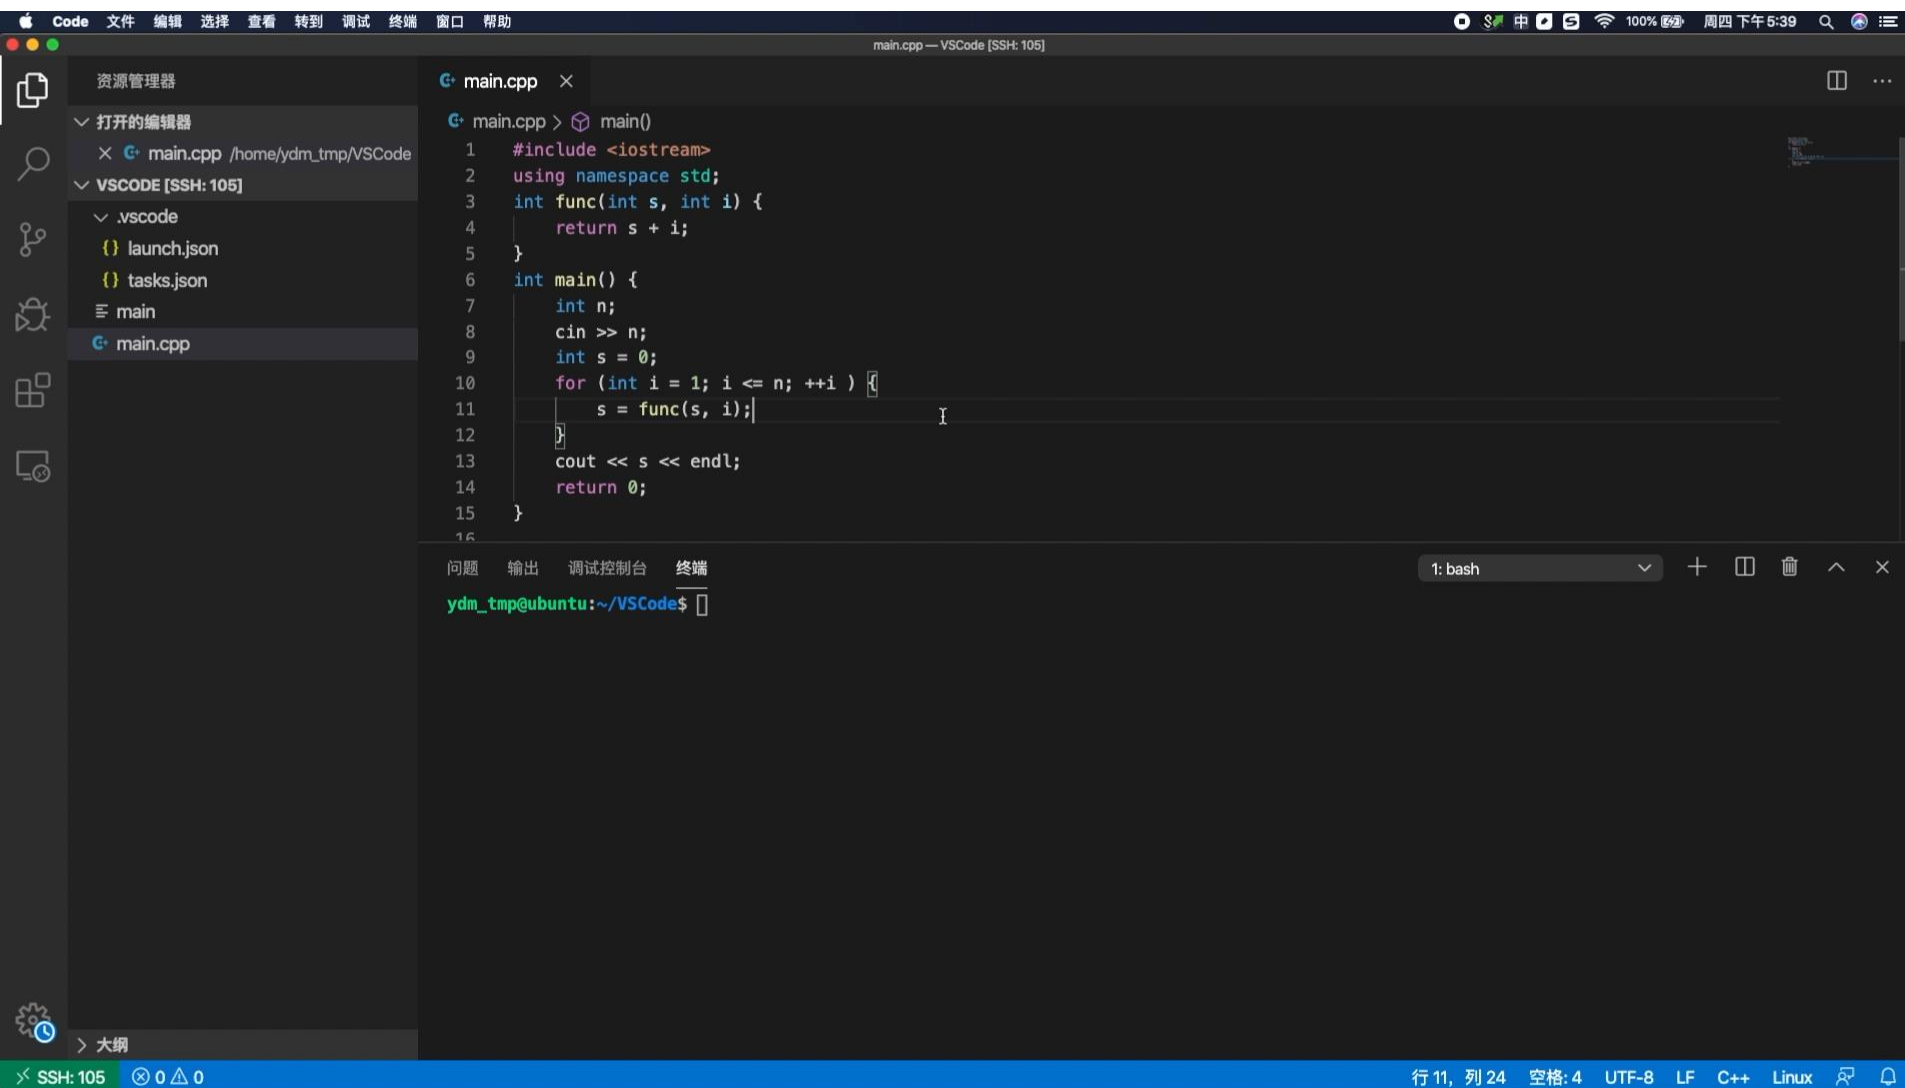 Code 文件 编辑 选择 查看 转到 调试 终端 窗口 帮助 中 100% 周四 下午5:39
main.cpp — VSCode [SSH: 105]
资源管理器
打开的编辑器
main.cpp /home/ydm_tmp/VSCode
VSCODE [SSH: 105]
.vscode
{} launch.json
{} tasks.json
main
main.cpp
大纲
main.cpp
main.cpp > main()
1 #include <iostream>
2 using namespace std;
3 int func(int s, int i) {
4 return s + i;
5 }
6 int main() {
7 int n;
8 cin >> n;
9 int s = 0;
10 for (int i = 1; i <= n; ++i ) {
11 s = func(s, i);
12 }
13 cout << s << endl;
14 return 0;
15 }
16
问题 输出 调试控制台 终端 1: bash
ydm_tmp@ubuntu:~/VSCode$
SSH: 105 0 0 行 11，列 24 空格: 4 UTF-8 LF C++ Linux